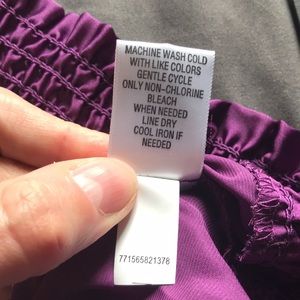 MACHINE WASH COLD
WITH LIKE COLORS
GENTLE CYCLE
ONLY NON-CHLORINE
BLEACH
WHEN NEEDED
LINE DRY
COOL IRON IF
NEEDED
771565821378